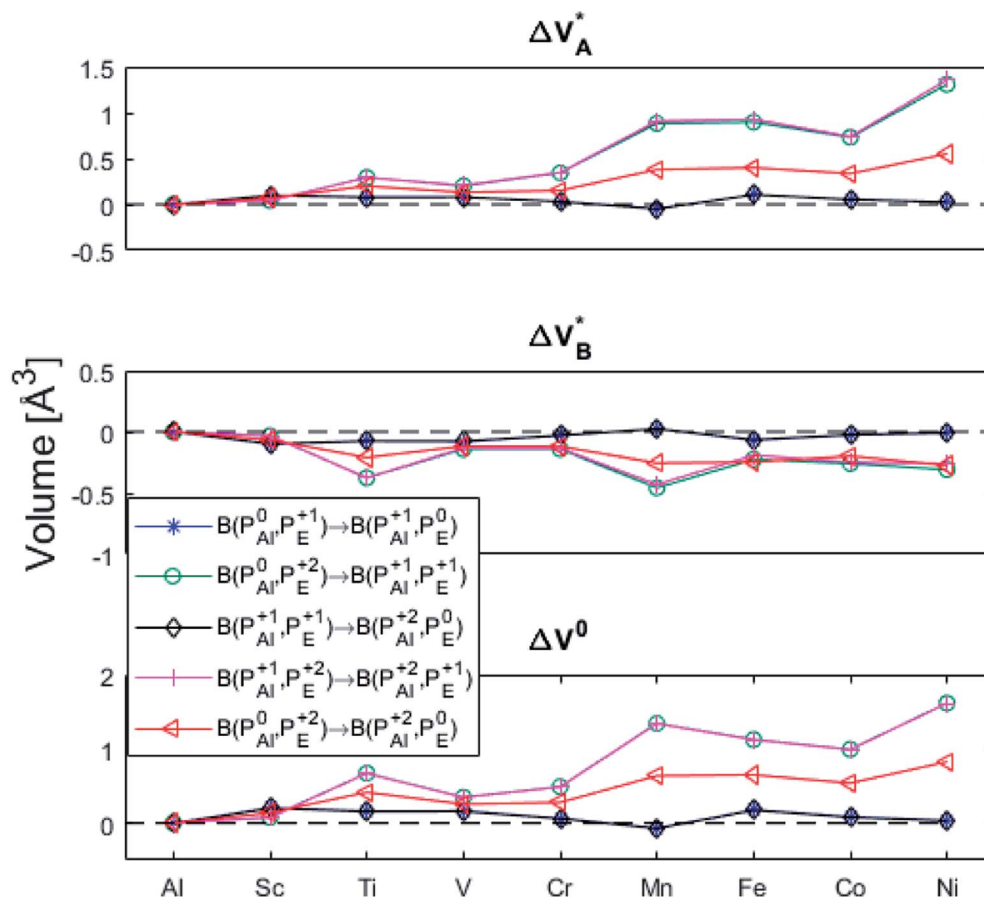 ΔV*A
1.5
1
0.5
0
-0.5
ΔV*B
0.5
0
-0.5
-1
Volume [Å³]
B(P⁰Al,P⁺¹E)→B(P⁺¹Al,P⁰E)
B(P⁰Al,P⁺²E)→B(P⁺¹Al,P⁺¹E)
B(P⁺¹Al,P⁺¹E)→B(P⁺²Al,P⁰E)
B(P⁺¹Al,P⁺²E)→B(P⁺²Al,P⁺¹E)
B(P⁰Al,P⁺²E)→B(P⁺²Al,P⁰E)
ΔV⁰
2
1
0
Al Sc Ti V Cr Mn Fe Co Ni